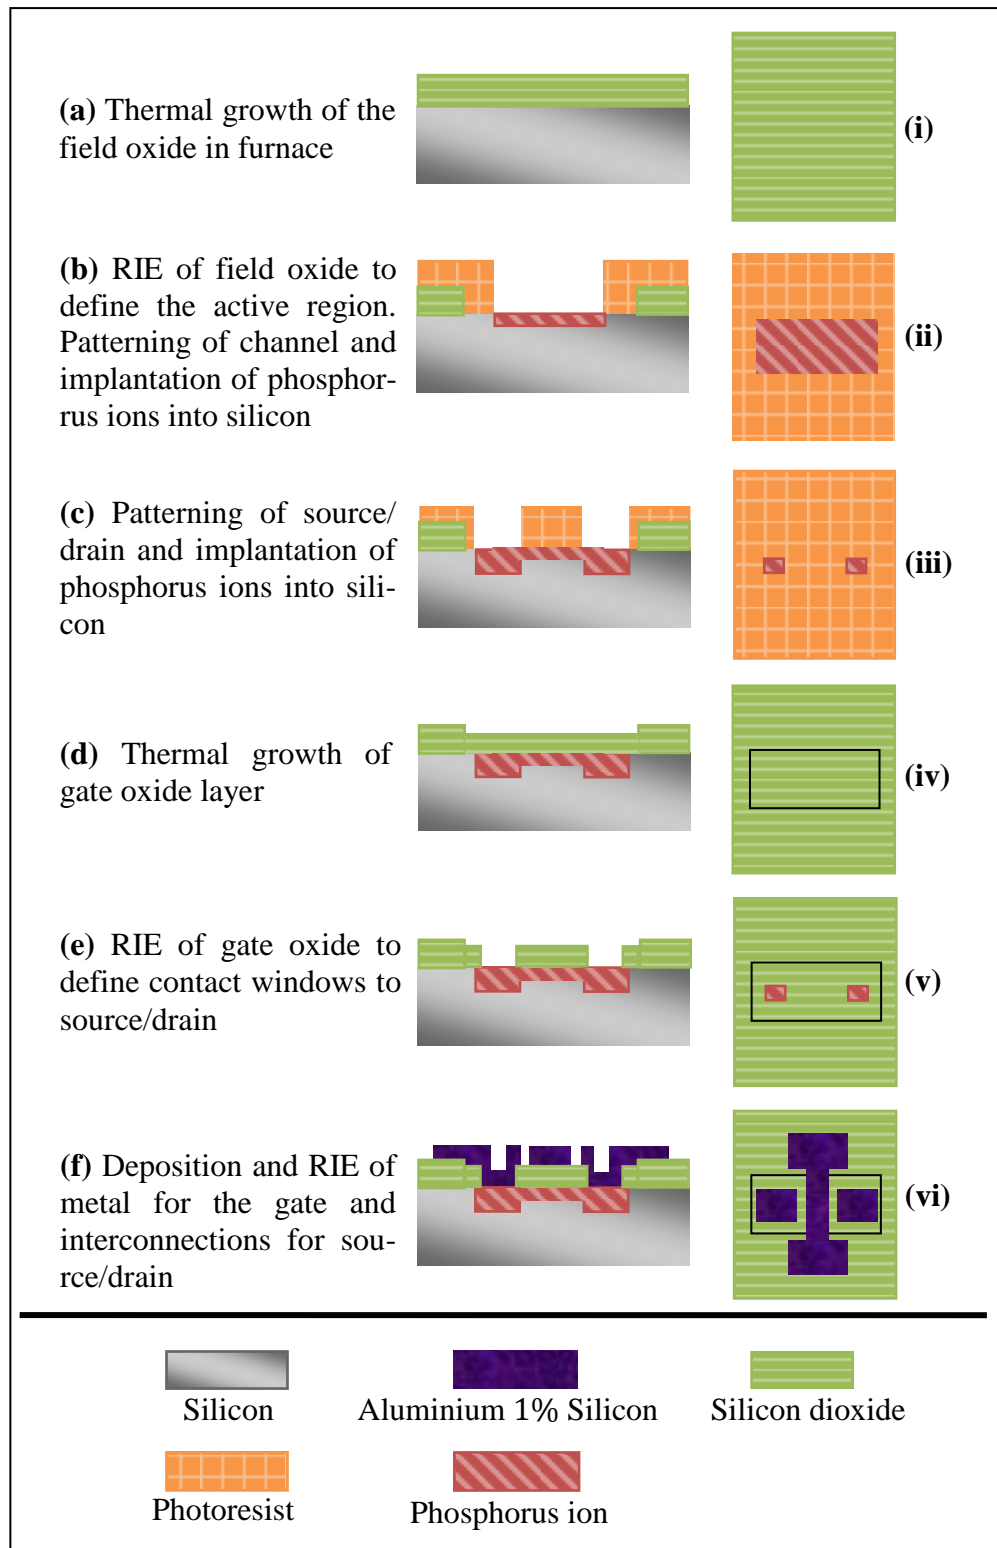 (a) Thermal growth of the
field oxide in furnace
(i)
(b) RIE of field oxide to
define the active region.
Patterning of channel and
implantation of phosphor-
rus ions into silicon
(ii)
(c) Patterning of source/
drain and implantation of
phosphorus ions into sili-
con
(iii)
(d) Thermal growth of
gate oxide layer
(iv)
(e) RIE of gate oxide to
define contact windows to
source/drain
(v)
(f) Deposition and RIE of
metal for the gate and
interconnections for sou-
rce/drain
(vi)
Silicon
Aluminium 1% Silicon
Silicon dioxide
Photoresist
Phosphorus ion